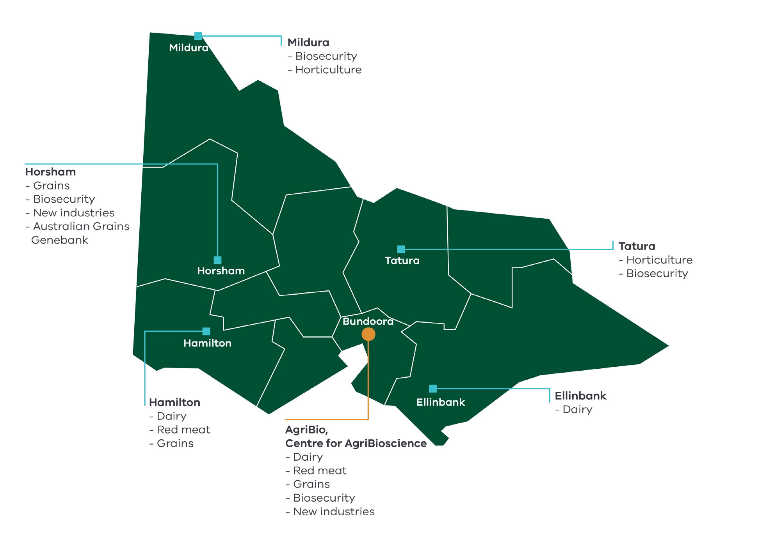 Mildura
Mildura
- Biosecurity
- Horticulture
Horsham
- Grains
- Biosecurity
- New industries
- Australian Grains
Genebank
Horsham
Tatura
Tatura
- Horticulture
- Biosecurity
Bundoora
Hamilton
Hamilton
- Dairy
- Red meat
- Grains
Ellinbank
Ellinbank
- Dairy
AgriBio,
Centre for AgriBioscience
- Dairy
- Red meat
- Grains
- Biosecurity
- New industries